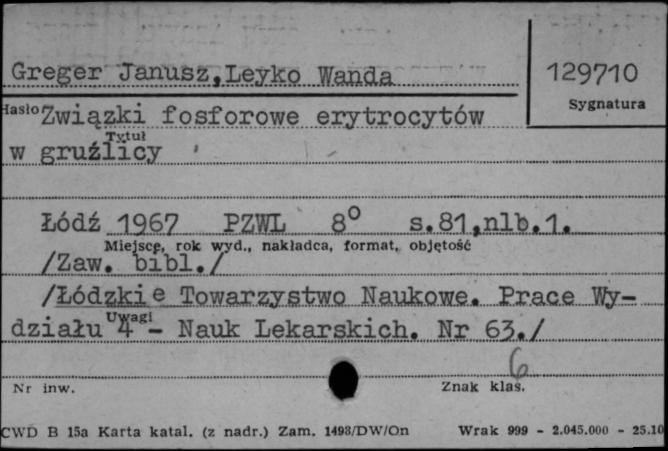 Greger Janusz,Leyko Wanda
129710
Sygnatura
Hasło Związki fosforowe erytrocytów
Tytuł
w gruźlicy
Łódź 1967 PZWL 8° s.81,nlb.1.
Miejsce, rok wyd., nakładca, format, objętość
/Zaw. bibl./
/Łódzkie Towarzystwo Naukowe. Prace Wy-
Uwagi
działu 4 - Nauk Lekarskich. Nr 63./
6
Nr inw.
Znak klas.
CWD B 15a Karta katal. (z nadr.) Zam. 1493/DW/On Wrak 999 - 2.045.000 - 25.10